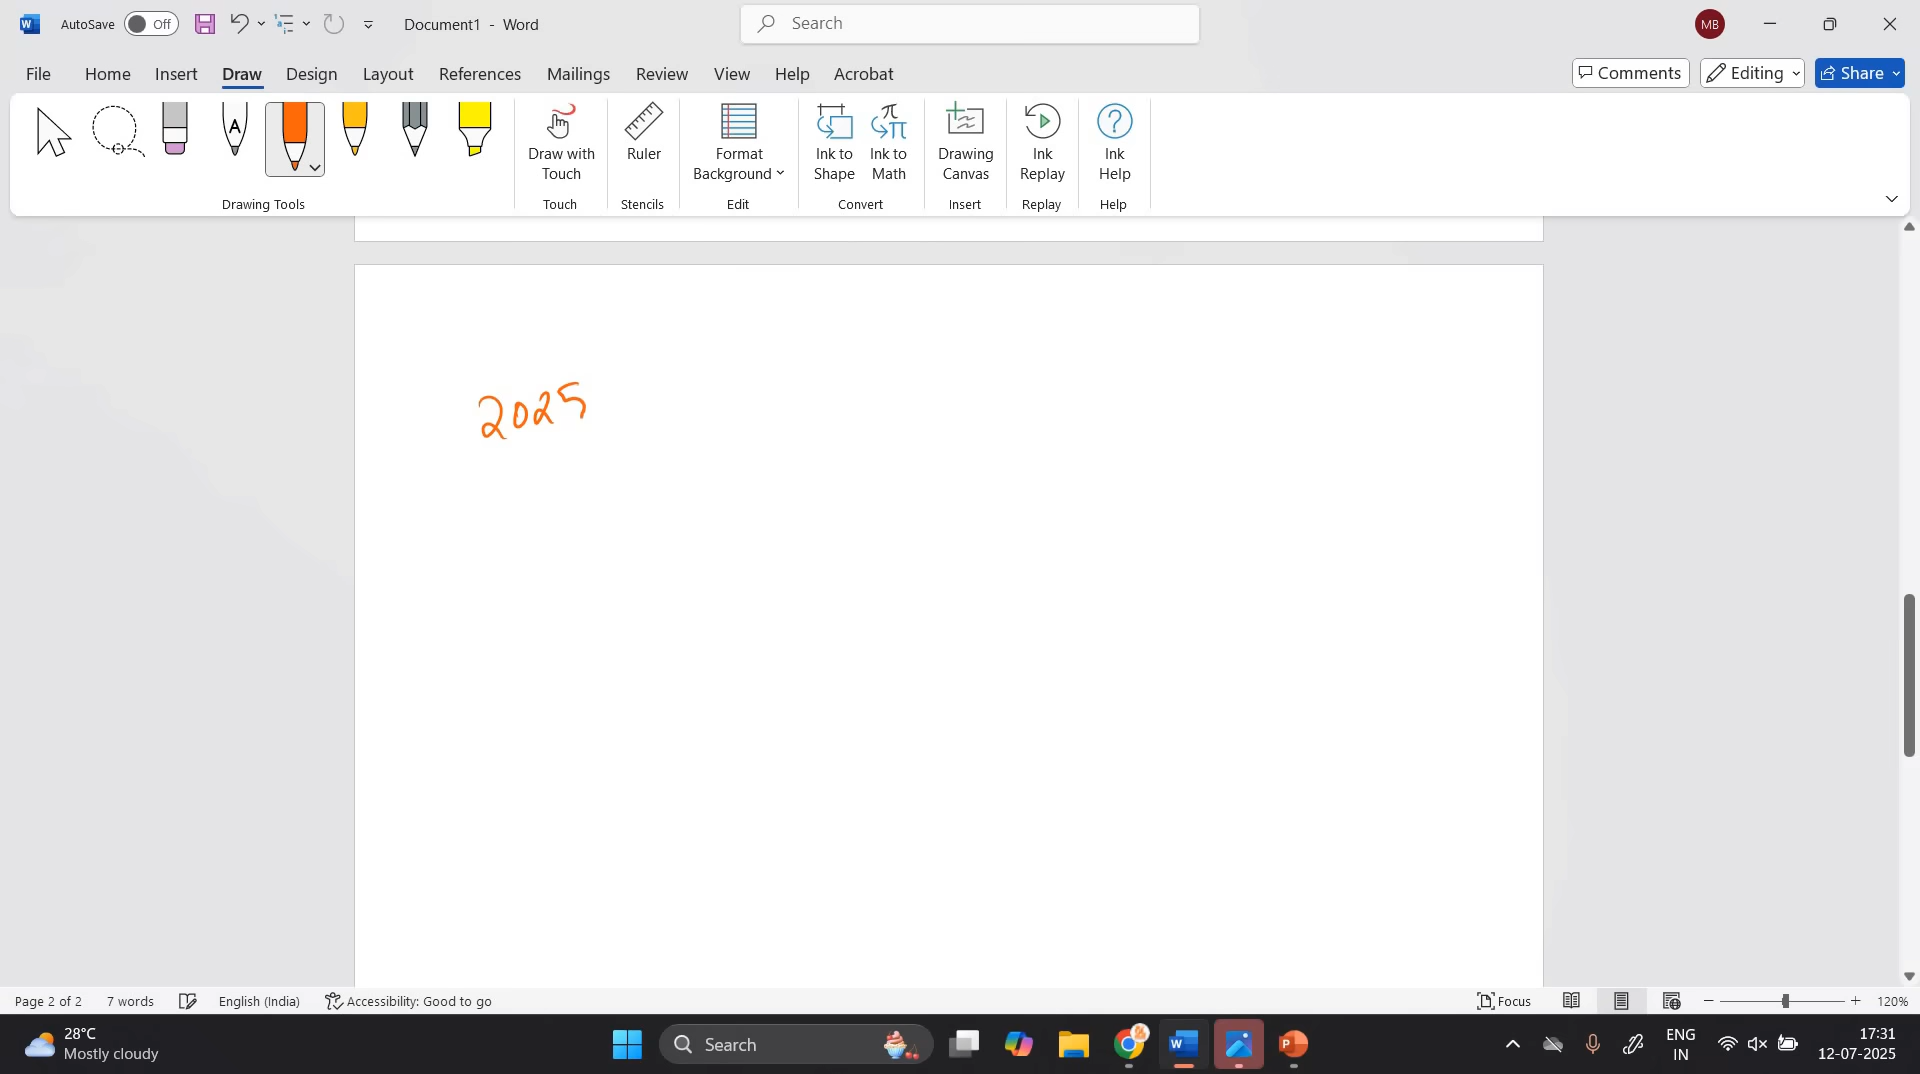 AutoSave Off Document1 - Word Search MB
File Home Insert Draw Design Layout References Mailings Review View Help Acrobat Comments Editing Share
A
Draw with Touch Ruler Format Background Ink to Shape Ink to Math Drawing Canvas Ink Replay Ink Help
Drawing Tools Touch Stencils Edit Convert Insert Replay Help
2025
Page 2 of 2 7 words English (India) Accessibility: Good to go Focus 120%
28°C
Mostly cloudy
Search
ENG
IN
17:31
12-07-2025